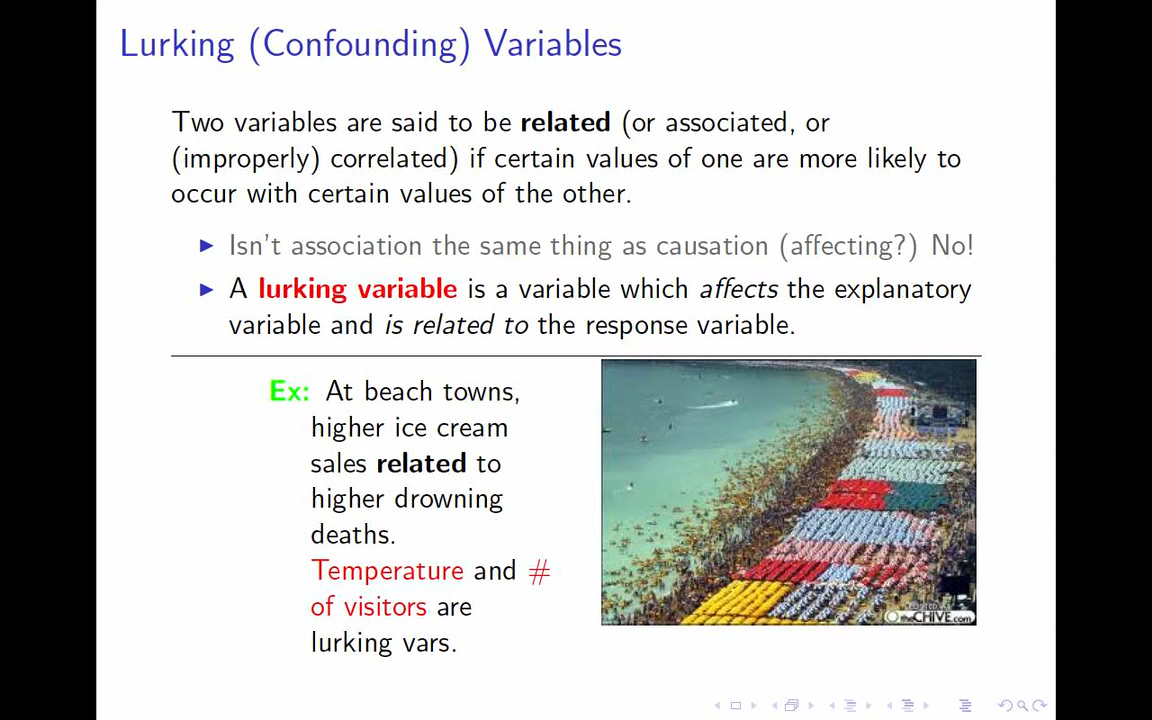 Lurking (Confounding) Variables
Two variables are said to be related (or associated, or
(improperly) correlated) if certain values of one are more likely to
occur with certain values of the other.
Isn't association the same thing as causation (affecting?) No!
A lurking variable is a variable which affects the explanatory
variable and is related to the response variable.
Ex: At beach towns,
higher ice cream
sales related to
higher drowning
deaths.
Temperature and #
of visitors are
lurking vars.
theCHIVE.com